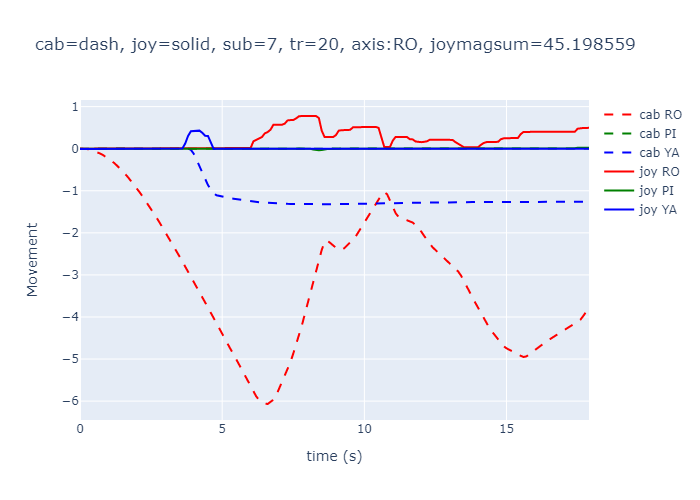 cab=dash, joy=solid, sub=7, tr=20, axis:RO, joymagsum=45.198559
1
0
−1
−2
−3
−4
−5
−6
Movement
0
5
10
15
time (s)
cab RO
cab PI
cab YA
joy RO
joy PI
joy YA